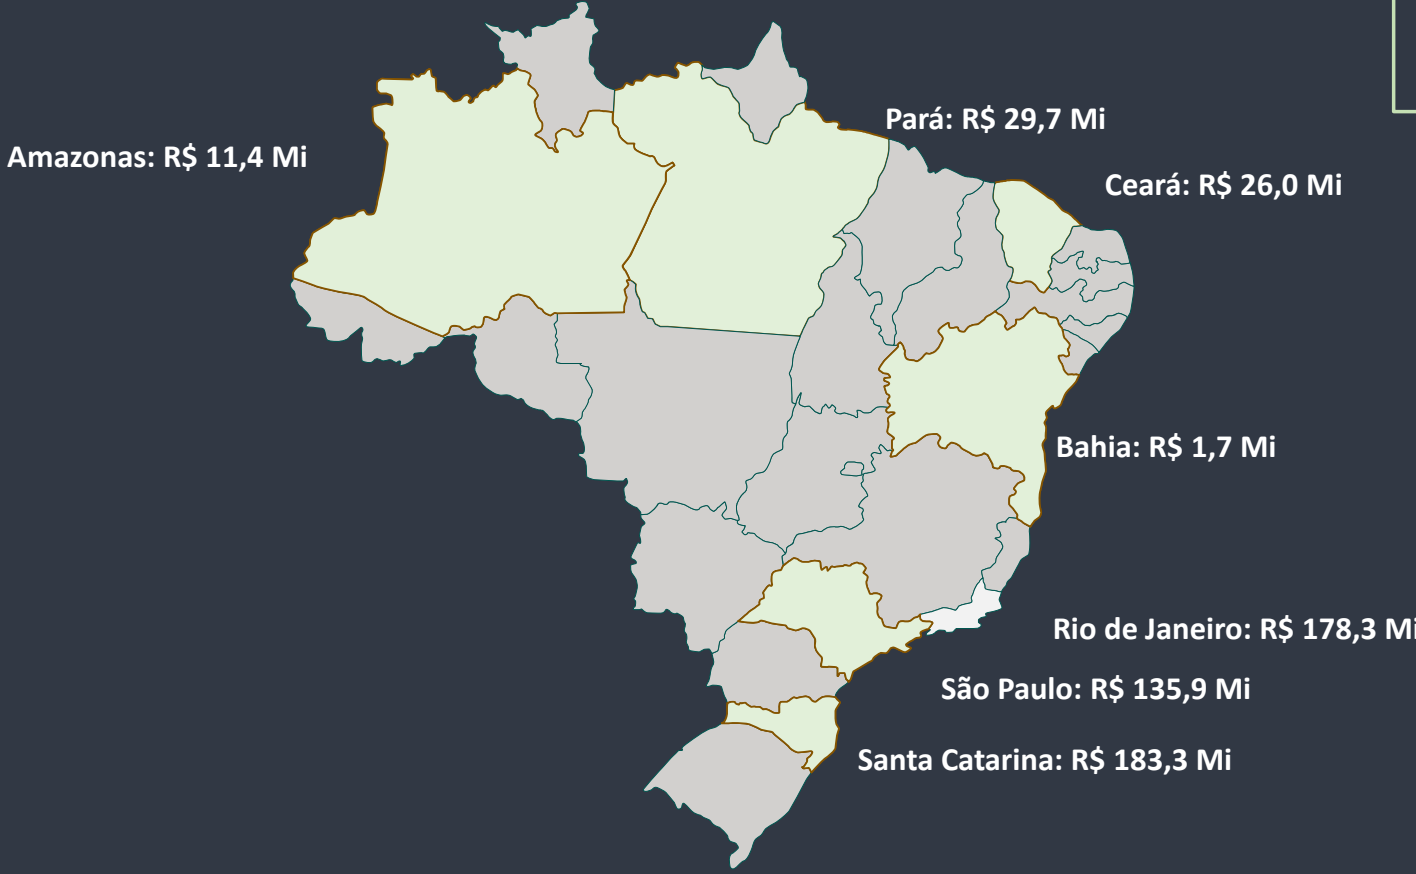 Pará: R$ 29,7 Mi
Amazonas: R$ 11,4 Mi
Ceará: R$ 26,0 Mi
Bahia: R$ 1,7 Mi
Rio de Janeiro: R$ 178,3 Mi
São Paulo: R$ 135,9 Mi
Santa Catarina: R$ 183,3 Mi